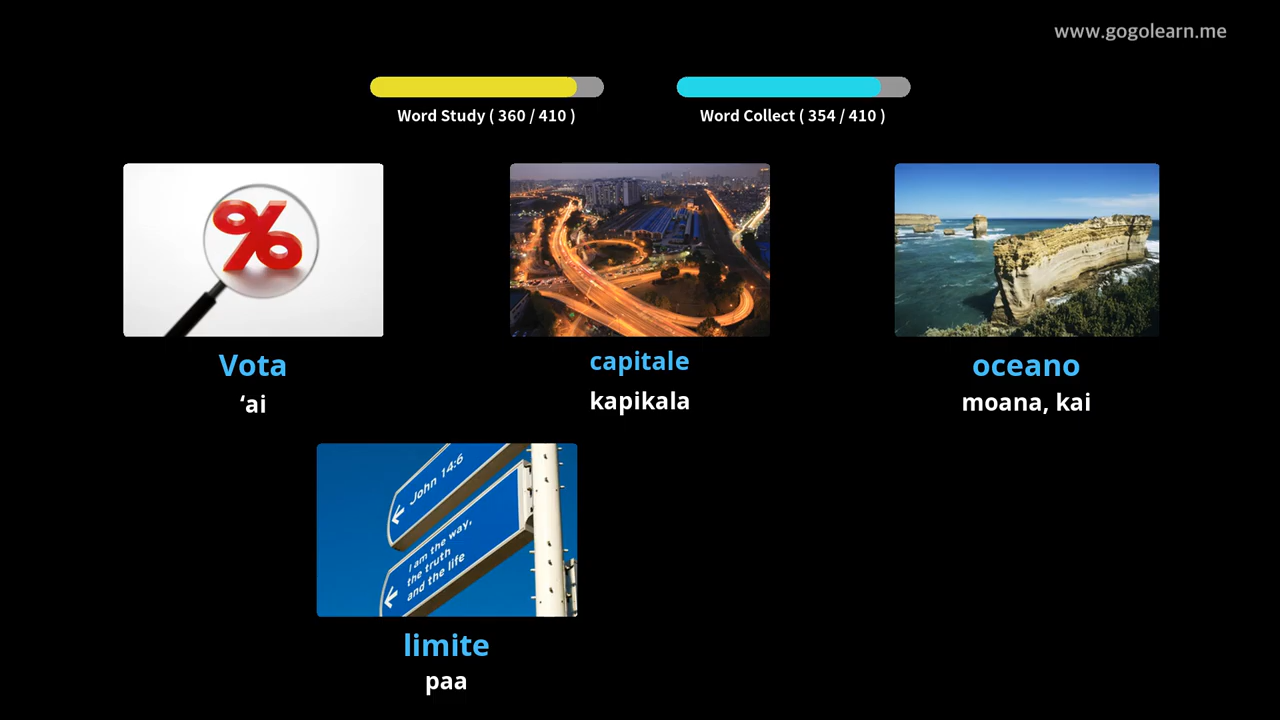 www.gogolearn.me
Word Study ( 360 / 410 )
Word Collect ( 354 / 410 )
%
Vota
ʻai
capitale
kapikala
oceano
moana, kai
John 14:6
I am the way,
the truth
and the life
limite
paa